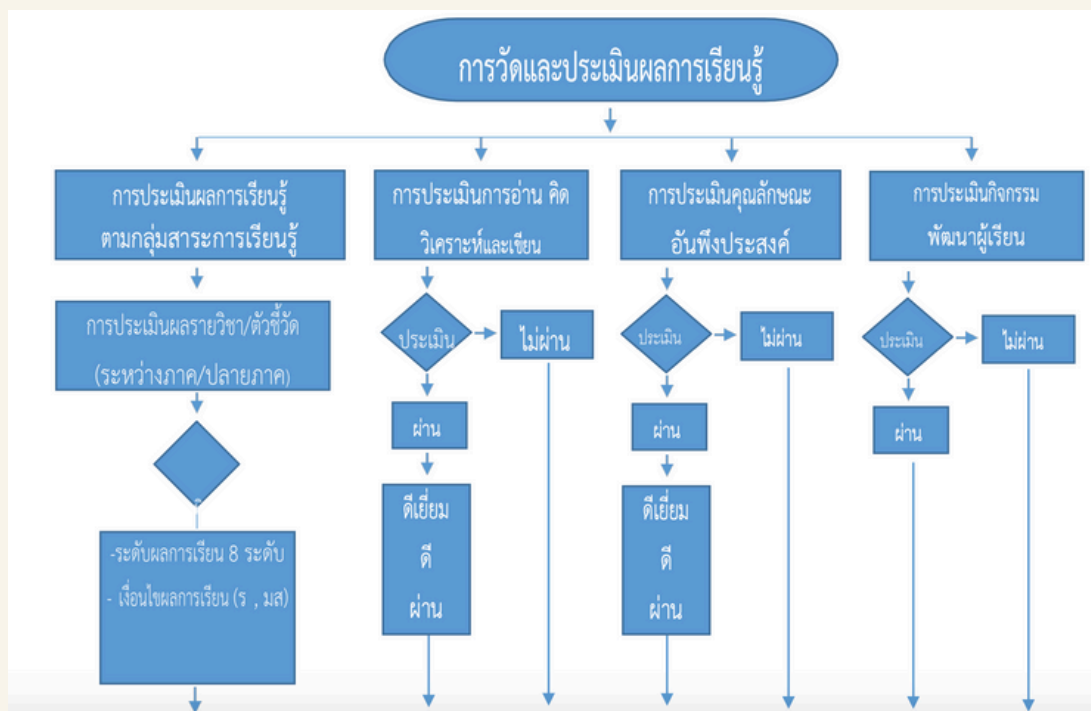 การวัดและประเมินผลการเรียนรู้
การประเมินผลการเรียนรู้
ตามกลุ่มสาระการเรียนรู้
การประเมินผลรายวิชา/ตัวชี้วัด
(ระหว่างภาค/ปลายภาค)
-ระดับผลการเรียน 8 ระดับ
- เงื่อนไขผลการเรียน (ร , มส)
การประเมินการอ่าน คิด
วิเคราะห์และเขียน
ประเมิน
ไม่ผ่าน
ผ่าน
ดีเยี่ยม
ดี
ผ่าน
การประเมินคุณลักษณะ
อันพึงประสงค์
ประเมิน
ไม่ผ่าน
ผ่าน
ดีเยี่ยม
ดี
ผ่าน
การประเมินกิจกรรม
พัฒนาผู้เรียน
ประเมิน
ไม่ผ่าน
ผ่าน